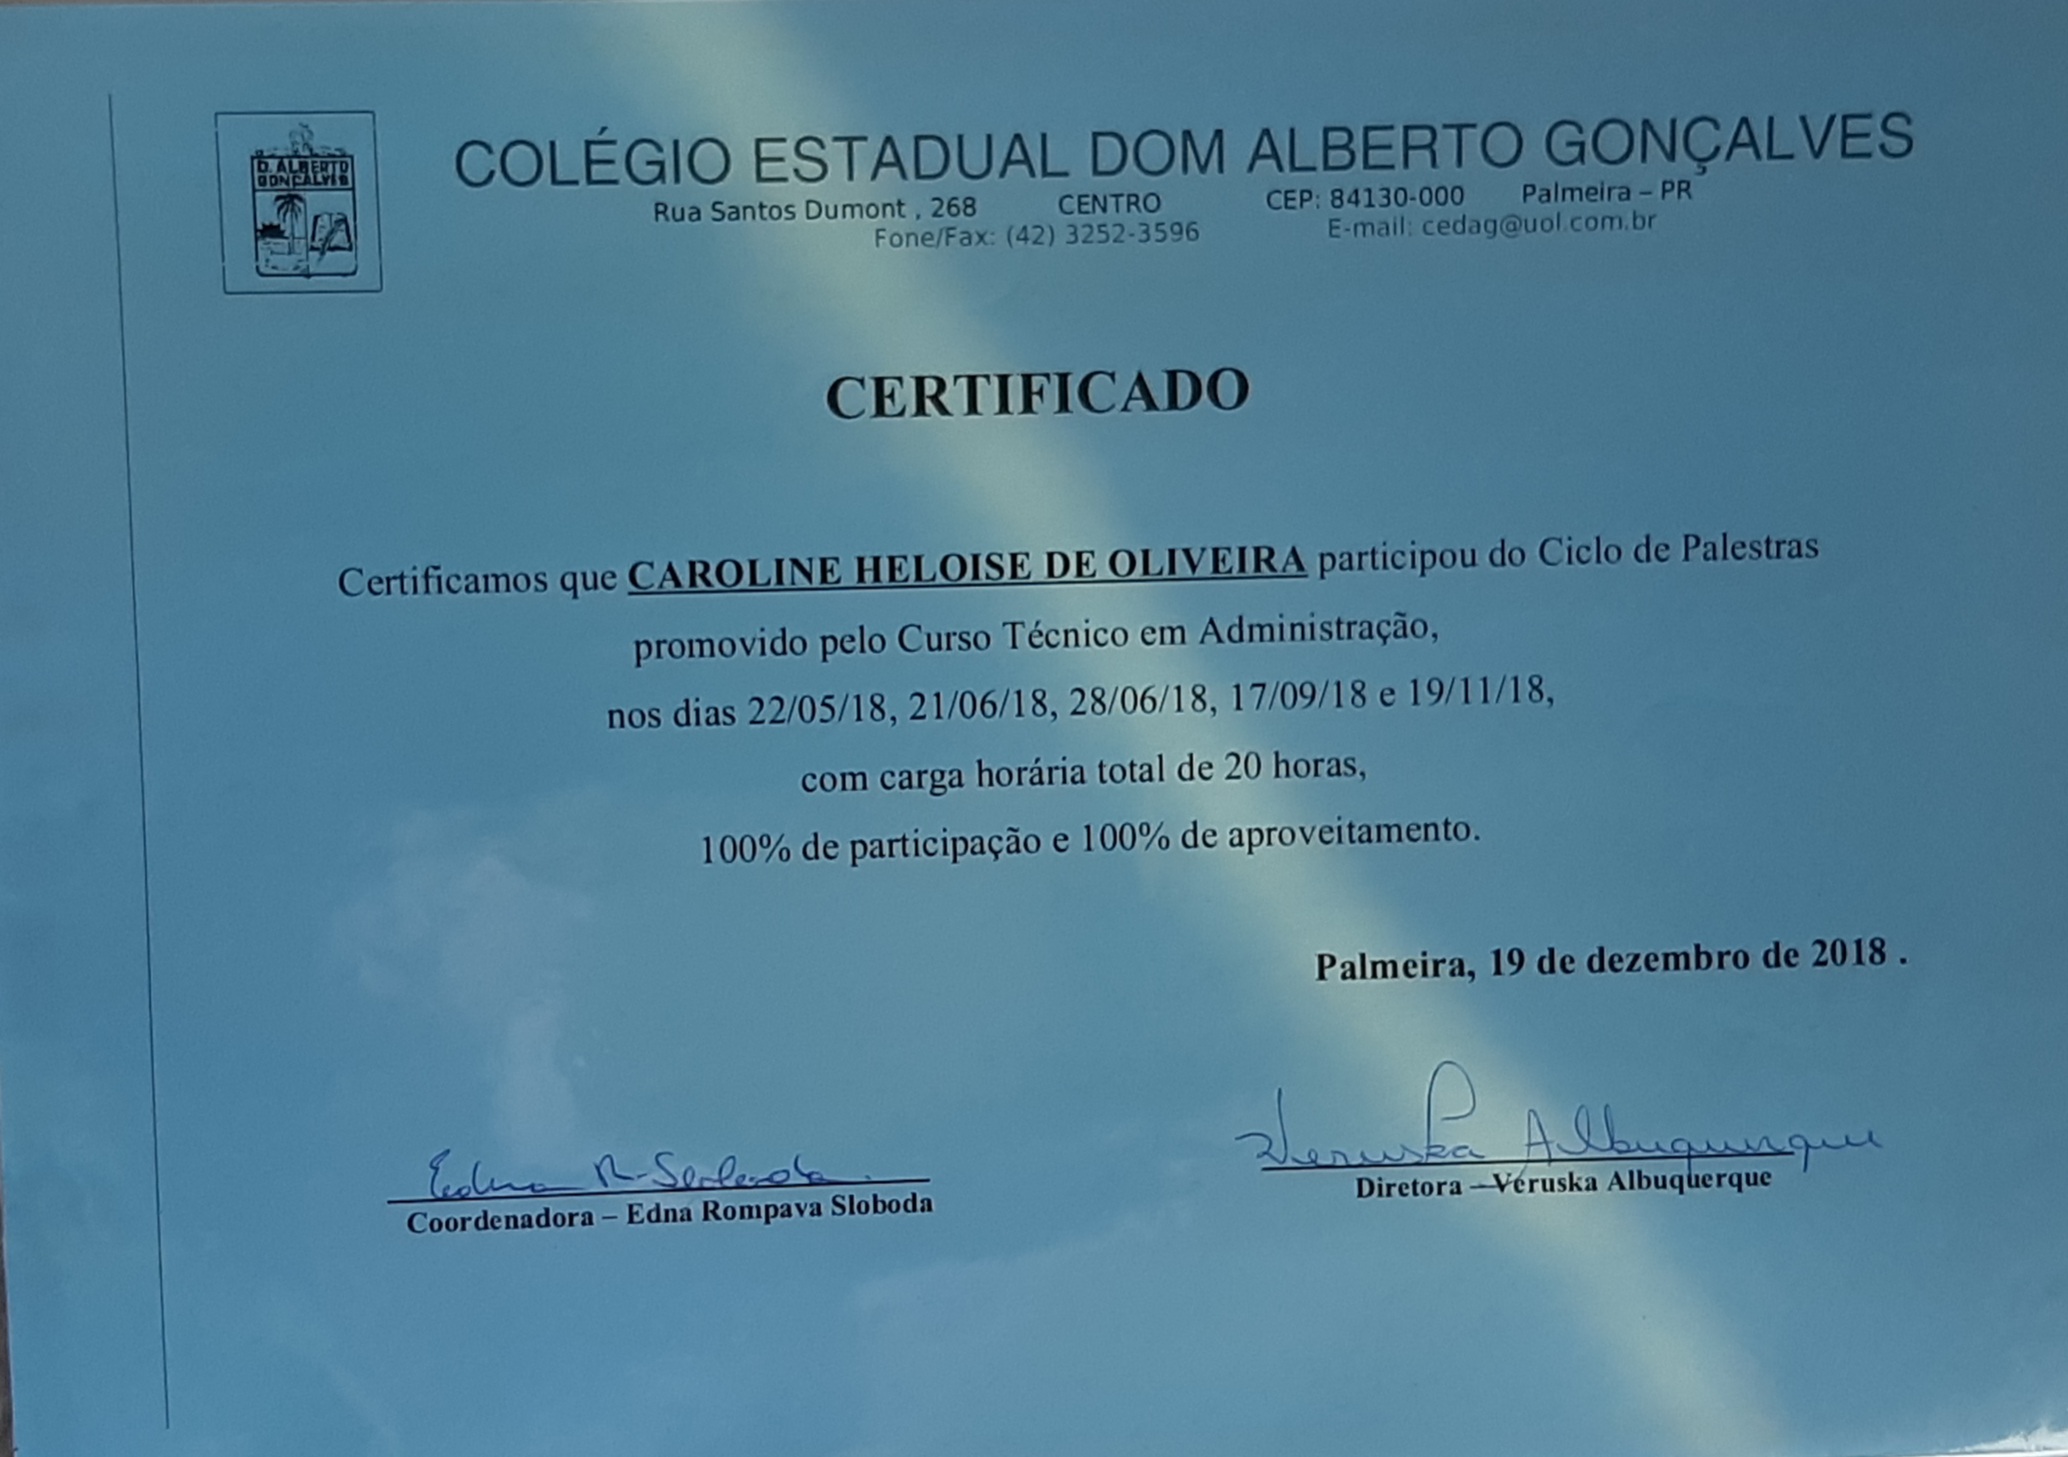 D. ALBERTO
GONÇALVES
COLÉGIO ESTADUAL DOM ALBERTO GONÇALVES
Rua Santos Dumont , 268 CENTRO CEP: 84130-000 Palmeira – PR
Fone/Fax: (42) 3252-3596 E-mail: cedag@uol.com.br
CERTIFICADO
Certificamos que CAROLINE HELOISE DE OLIVEIRA participou do Ciclo de Palestras
promovido pelo Curso Técnico em Administração,
nos dias 22/05/18, 21/06/18, 28/06/18, 17/09/18 e 19/11/18,
com carga horária total de 20 horas,
100% de participação e 100% de aproveitamento.
Palmeira, 19 de dezembro de 2018 .
Edna R. Sloboda
Coordenadora – Edna Rompava Sloboda
Veruska Albuquerque
Diretora – Véruska Albuquerque